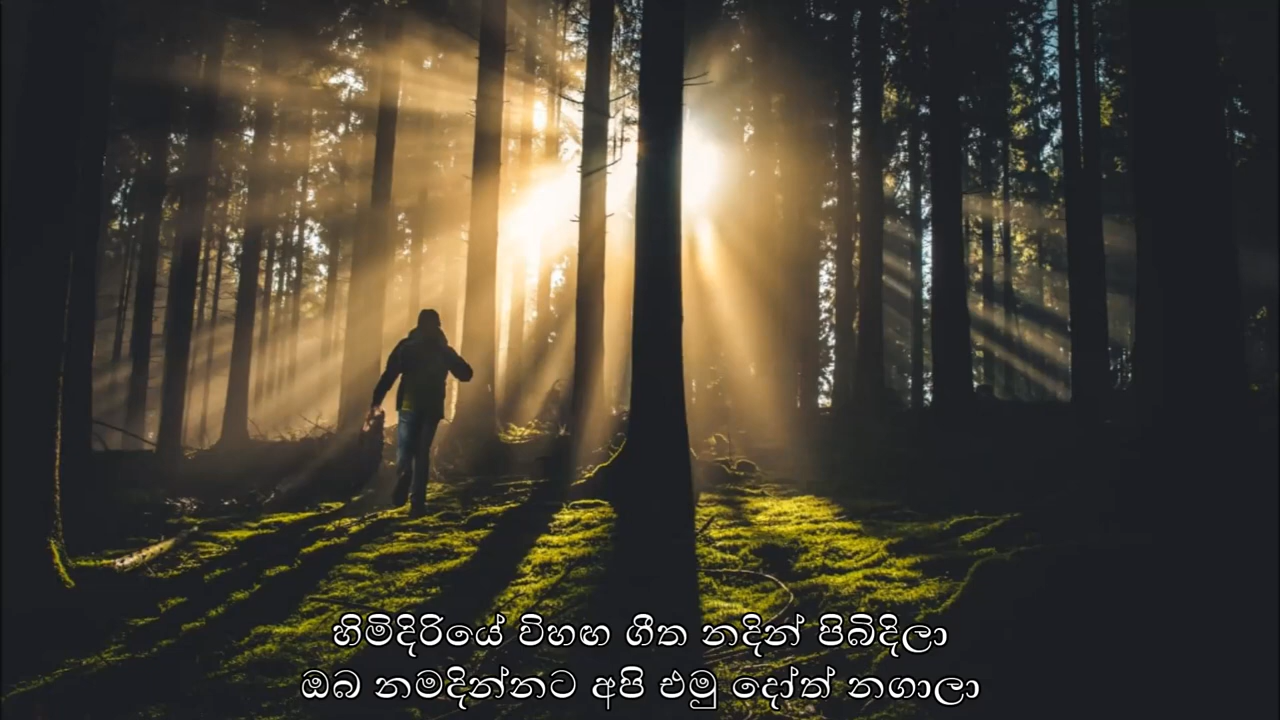 හිමිදිරියේ විහඟ ගීත නදින් පිබිදිලා
ඔබ නමදින්නට අපි එමු දෝත් නගාලා